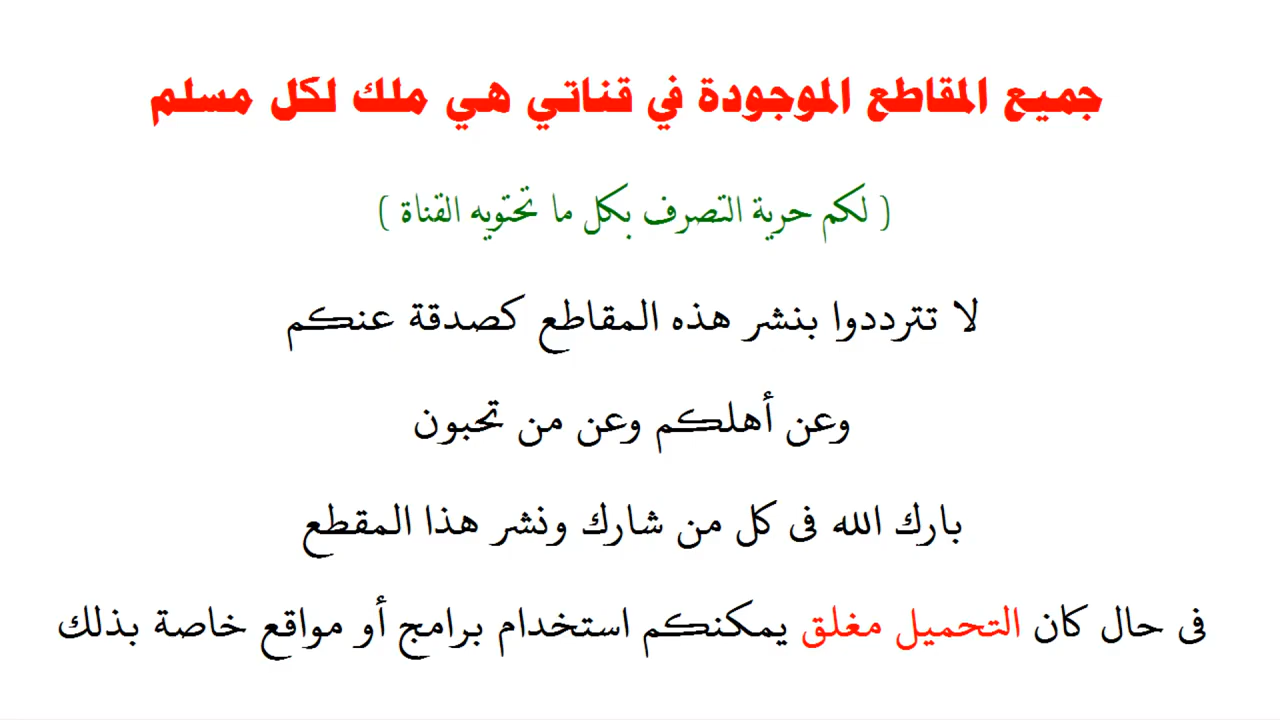 جميع المقاطع الموجودة في قناتي هي ملك لكل مسلم
( لكم حرية التصرف بكل ما تحتويه القناة )
لا تترددوا بنشر هذه المقاطع كصدقة عنكم
وعن أهلكم وعن من تحبون
بارك الله فى كل من شارك ونشر هذا المقطع
فى حال كان التحميل مغلق يمكنكم استخدام برامج أو مواقع خاصة بذلك